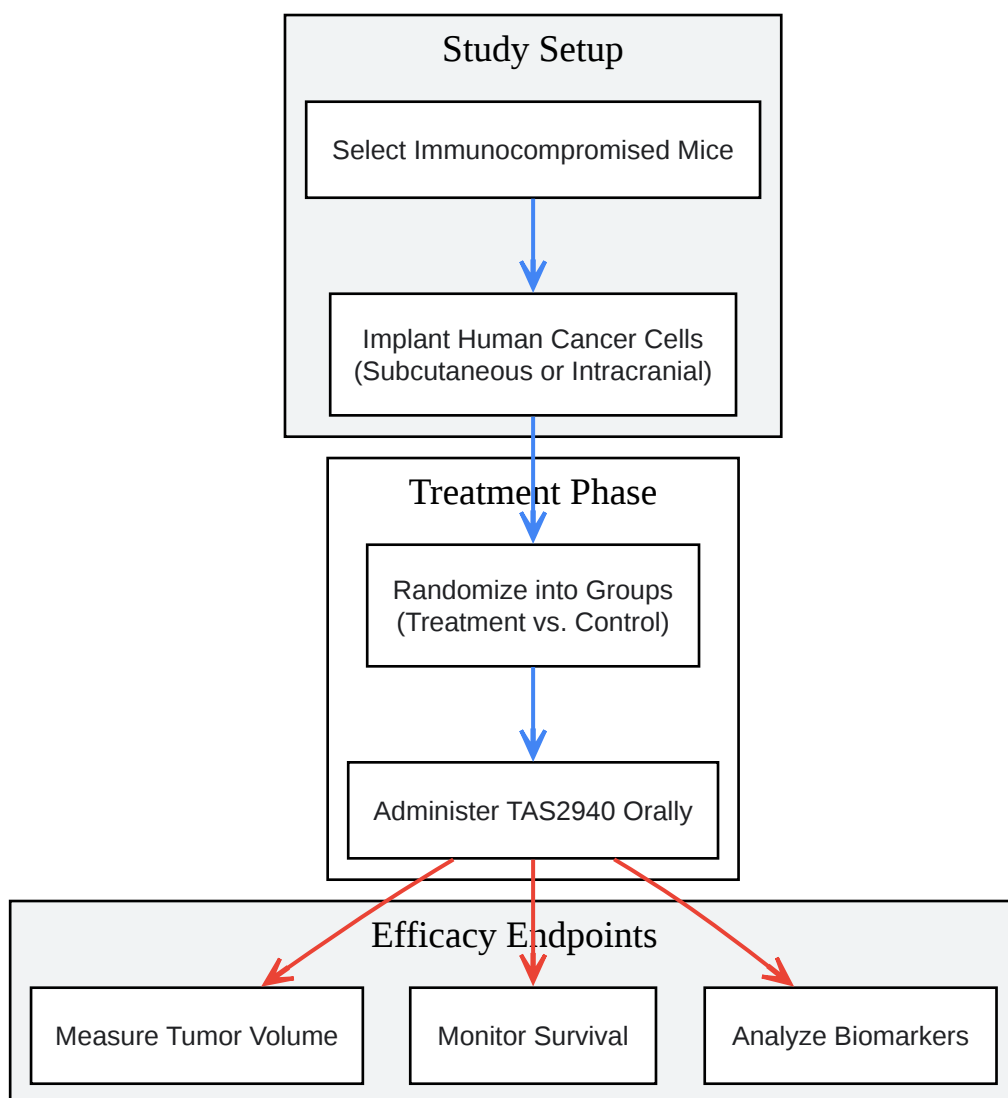 Study Setup
Select Immunocompromised Mice
Implant Human Cancer Cells
(Subcutaneous or Intracranial)
Treatment Phase
Randomize into Groups
(Treatment vs. Control)
Administer TAS2940 Orally
Efficacy Endpoints
Measure Tumor Volume
Monitor Survival
Analyze Biomarkers